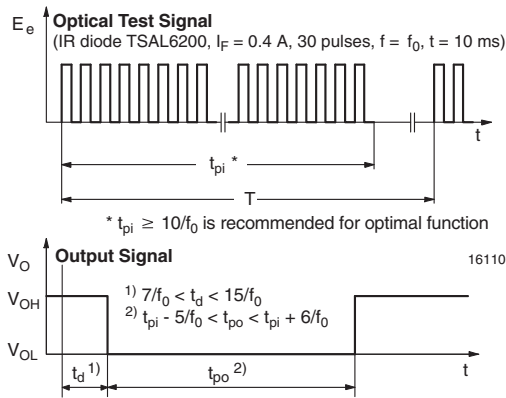 E_e
Optical Test Signal
(IR diode TSAL6200, I_F = 0.4 A, 30 pulses, f = f_0, t = 10 ms)
t
t_pi *
T
* t_pi ≥ 10/f_0 is recommended for optimal function
V_O
Output Signal
16110
V_OH
1) 7/f_0 < t_d < 15/f_0
2) t_pi - 5/f_0 < t_po < t_pi + 6/f_0
V_OL
t_d 1)
t_po 2)
t